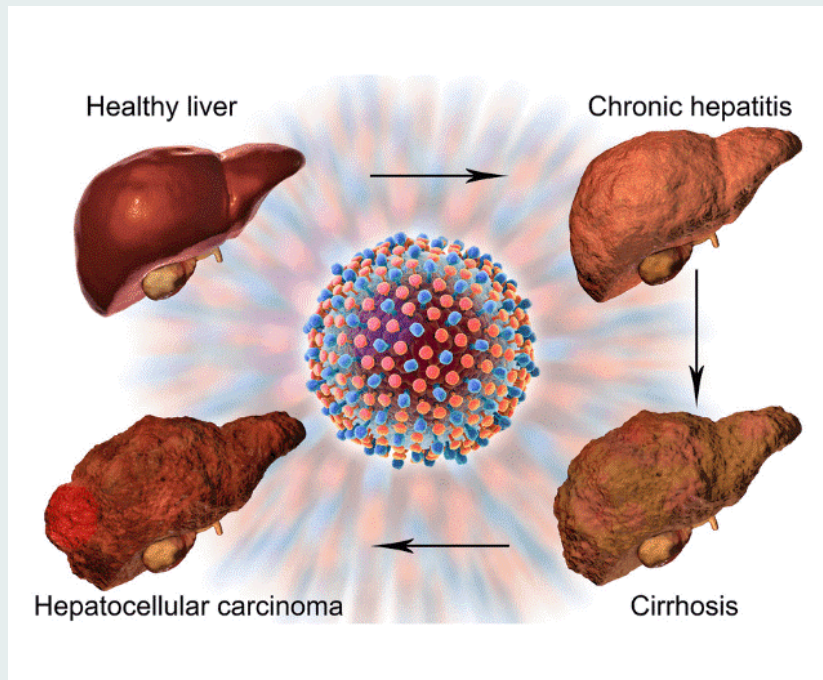 Healthy liver
Chronic hepatitis
Hepatocellular carcinoma
Cirrhosis